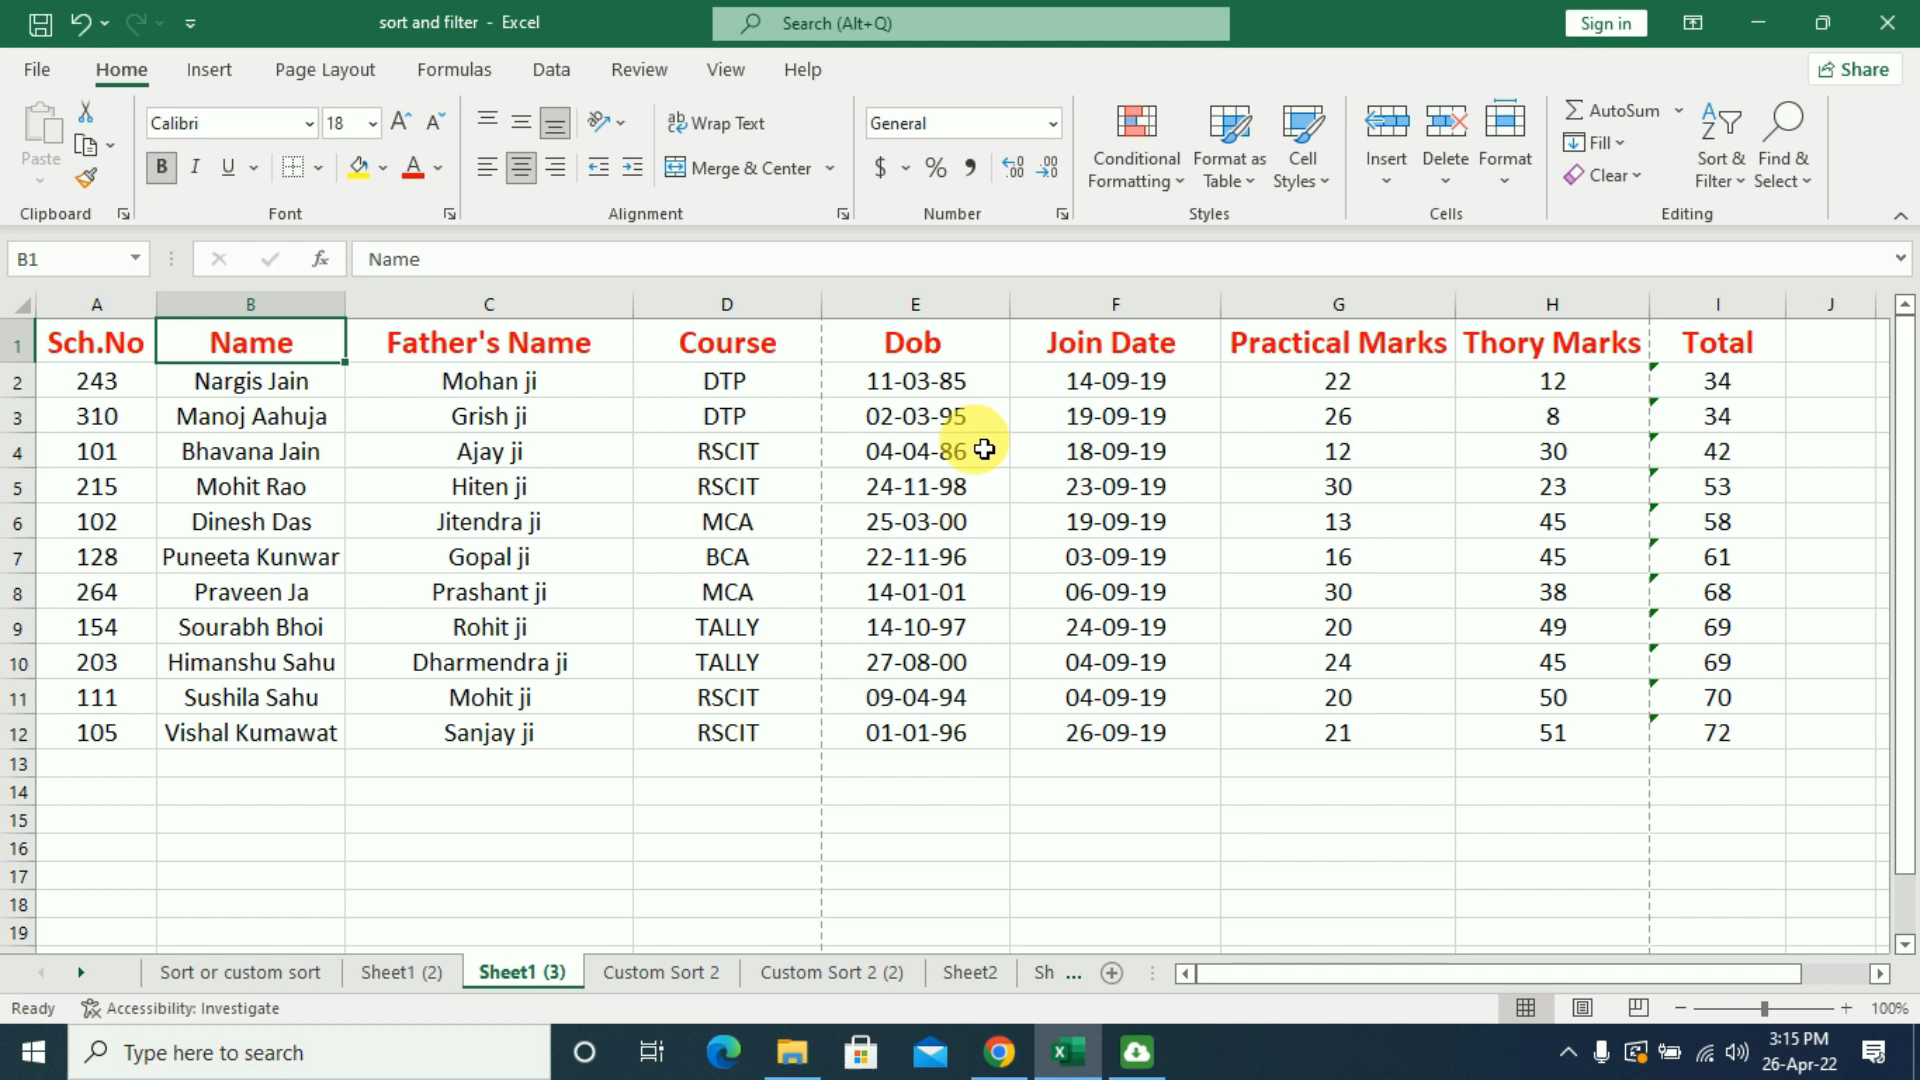 sort and filter - Excel
Search (Alt+Q)
Sign in
File Home Insert Page Layout Formulas Data Review View Help
Share
Paste
Clipboard
Calibri 18
B I U A
Font
ab Wrap Text
Merge & Center
Alignment
General
$ % 9
Number
Conditional Formatting
Format as Table
Cell Styles
Styles
Insert Delete Format
Cells
AutoSum
Fill
Clear
Sort & Filter
Find & Select
Editing
B1 fx Name
A B C D E F G H I J
1 Sch.No Name Father's Name Course Dob Join Date Practical Marks Thory Marks Total
2 243 Nargis Jain Mohan ji DTP 11-03-85 14-09-19 22 12 34
3 310 Manoj Aahuja Grish ji DTP 02-03-95 19-09-19 26 8 34
4 101 Bhavana Jain Ajay ji RSCIT 04-04-86 18-09-19 12 30 42
5 215 Mohit Rao Hiten ji RSCIT 24-11-98 23-09-19 30 23 53
6 102 Dinesh Das Jitendra ji MCA 25-03-00 19-09-19 13 45 58
7 128 Puneeta Kunwar Gopal ji BCA 22-11-96 03-09-19 16 45 61
8 264 Praveen Ja Prashant ji MCA 14-01-01 06-09-19 30 38 68
9 154 Sourabh Bhoi Rohit ji TALLY 14-10-97 24-09-19 20 49 69
10 203 Himanshu Sahu Dharmendra ji TALLY 27-08-00 04-09-19 24 45 69
11 111 Sushila Sahu Mohit ji RSCIT 09-04-94 04-09-19 20 50 70
12 105 Vishal Kumawat Sanjay ji RSCIT 01-01-96 26-09-19 21 51 72
13
14
15
16
17
18
19
Sort or custom sort Sheet1 (2) Sheet1 (3) Custom Sort 2 Custom Sort 2 (2) Sheet2 Sh ...
Ready Accessibility: Investigate 100%
Type here to search
3:15 PM
26-Apr-22